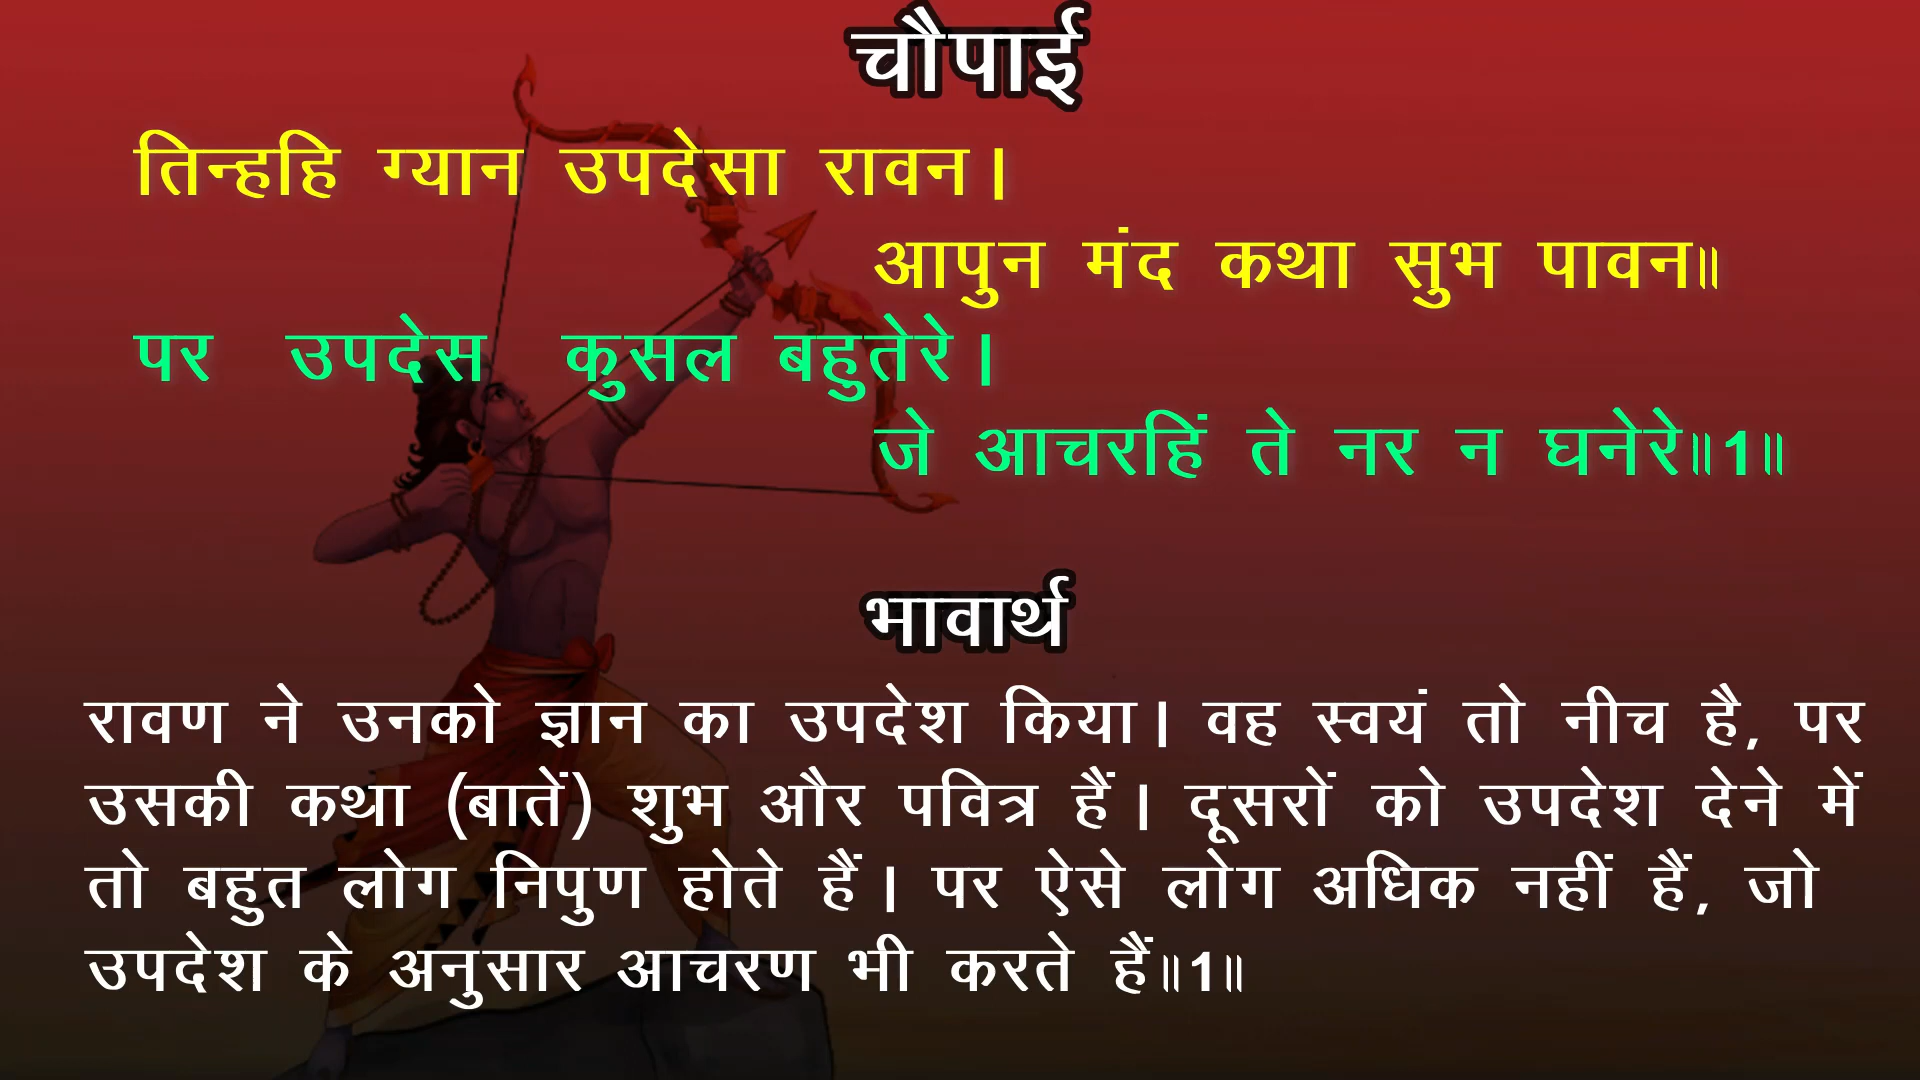 चौपाई
तिन्हहि ग्यान उपदेसा रावन।
आपुन मंद कथा सुभ पावन॥
पर उपदेस कुसल बहुतेरे।
जे आचरहिं ते नर न घनेरे॥1॥
भावार्थ
रावण ने उनको ज्ञान का उपदेश किया। वह स्वयं तो नीच है, पर
उसकी कथा (बातें) शुभ और पवित्र हैं। दूसरों को उपदेश देने में
तो बहुत लोग निपुण होते हैं। पर ऐसे लोग अधिक नहीं हैं, जो
उपदेश के अनुसार आचरण भी करते हैं॥1॥